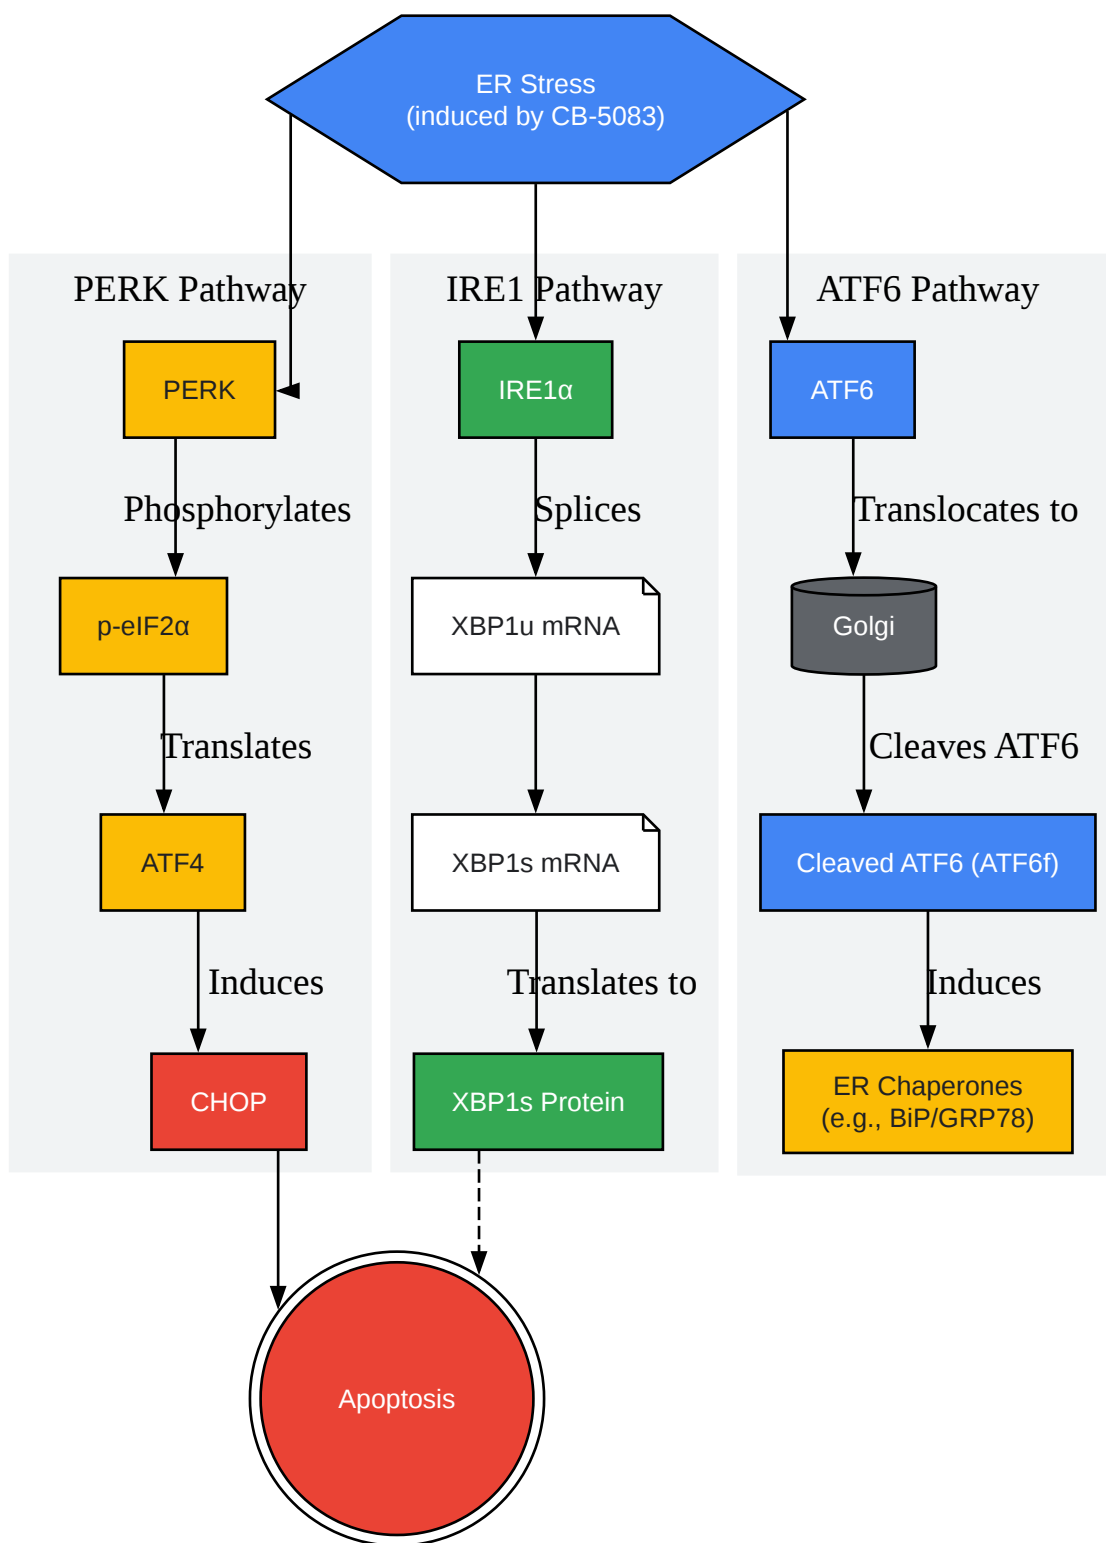 ER Stress
(induced by CB-5083)
PERK Pathway
PERK
Phosphorylates
p-eIF2α
Translates
ATF4
Induces
CHOP
IRE1 Pathway
IRE1α
Splices
XBP1u mRNA
XBP1s mRNA
Translates to
XBP1s Protein
ATF6 Pathway
ATF6
Translocates to
Golgi
Cleaves ATF6
Cleaved ATF6 (ATF6f)
Induces
ER Chaperones
(e.g., BiP/GRP78)
Apoptosis